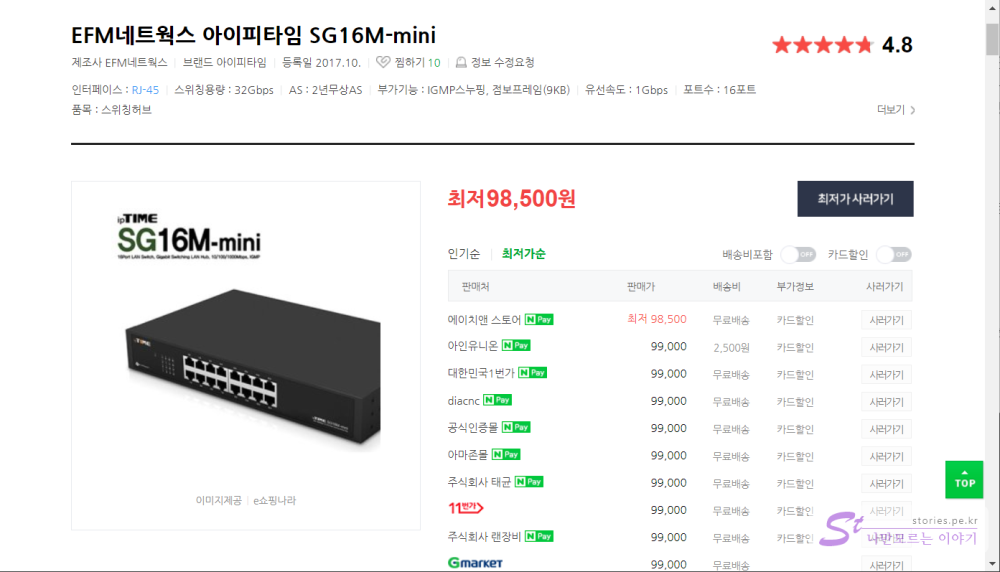 EFM네트웍스 아이피타임 SG16M-mini
4.8
제조사 EFM네트웍스 브랜드 아이피타임 등록일 2017.10. 찜하기 10 정보 수정요청
인터페이스 : RJ-45 스위칭용량 : 32Gbps AS : 2년무상AS 부가기능 : IGMP스누핑, 점보프레임(9KB) 유선속도 : 1Gbps 포트수 : 16포트
품목 : 스위칭허브
더보기
ipTIME
SG16M-mini
16Port LAN Switch, Gigabit Switching LAN Hub, 10/100/1000Mbps, IGMP
이미지제공 e쇼핑나라
최저98,500원
최저가 사러가기
인기순 최저가순
배송비포함 OFF 카드할인 OFF
판매처 판매가 배송비 부가정보 사러가기
에이치앤 스토어 N Pay 최저 98,500 무료배송 카드할인 사러가기
아인유니온 N Pay 99,000 2,500원 카드할인 사러가기
대한민국1번가 N Pay 99,000 무료배송 카드할인 사러가기
diacnc N Pay 99,000 무료배송 카드할인 사러가기
공식인증몰 N Pay 99,000 무료배송 카드할인 사러가기
아마존몰 N Pay 99,000 무료배송 카드할인 사러가기
주식회사 태균 N Pay 99,000 무료배송 카드할인 사러가기
11번가 99,000 무료배송 카드할인 사러가기
주식회사 랜장비 N Pay 99,000 무료배송 카드할인
Gmarket 99,000 무료배송 사러가기
TOP
St
stories.pe.kr
나만모르는 이야기